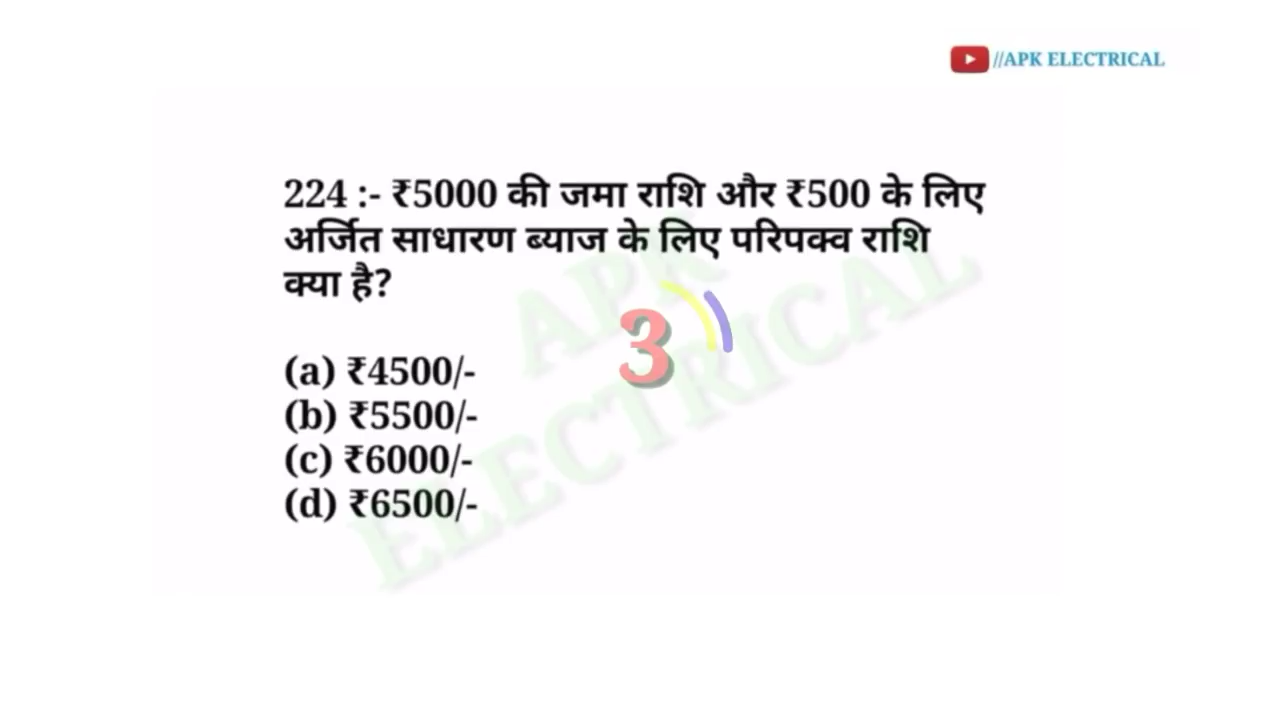 //APK ELECTRICAL
224 :- ₹5000 की जमा राशि और ₹500 के लिए
अर्जित साधारण ब्याज के लिए परिपक्व राशि
क्या है?
3
(a) ₹4500/-
(b) ₹5500/-
(c) ₹6000/-
(d) ₹6500/-
APK
ELECTRICAL